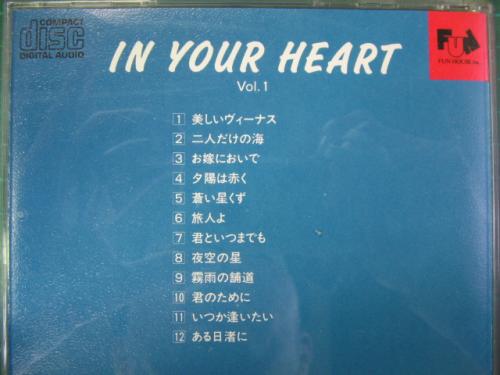 COMPACT
disc
DIGITAL AUDIO
IN YOUR HEART
Vol.1
FUN
FUN HOUSE Inc.
1 美しいヴィーナス
2 二人だけの海
3 お嫁においで
4 夕陽は赤く
5 蒼い星くず
6 旅人よ
7 君といつまでも
8 夜空の星
9 霧雨の舗道
10 君のために
11 いつか逢いたい
12 ある日渚に